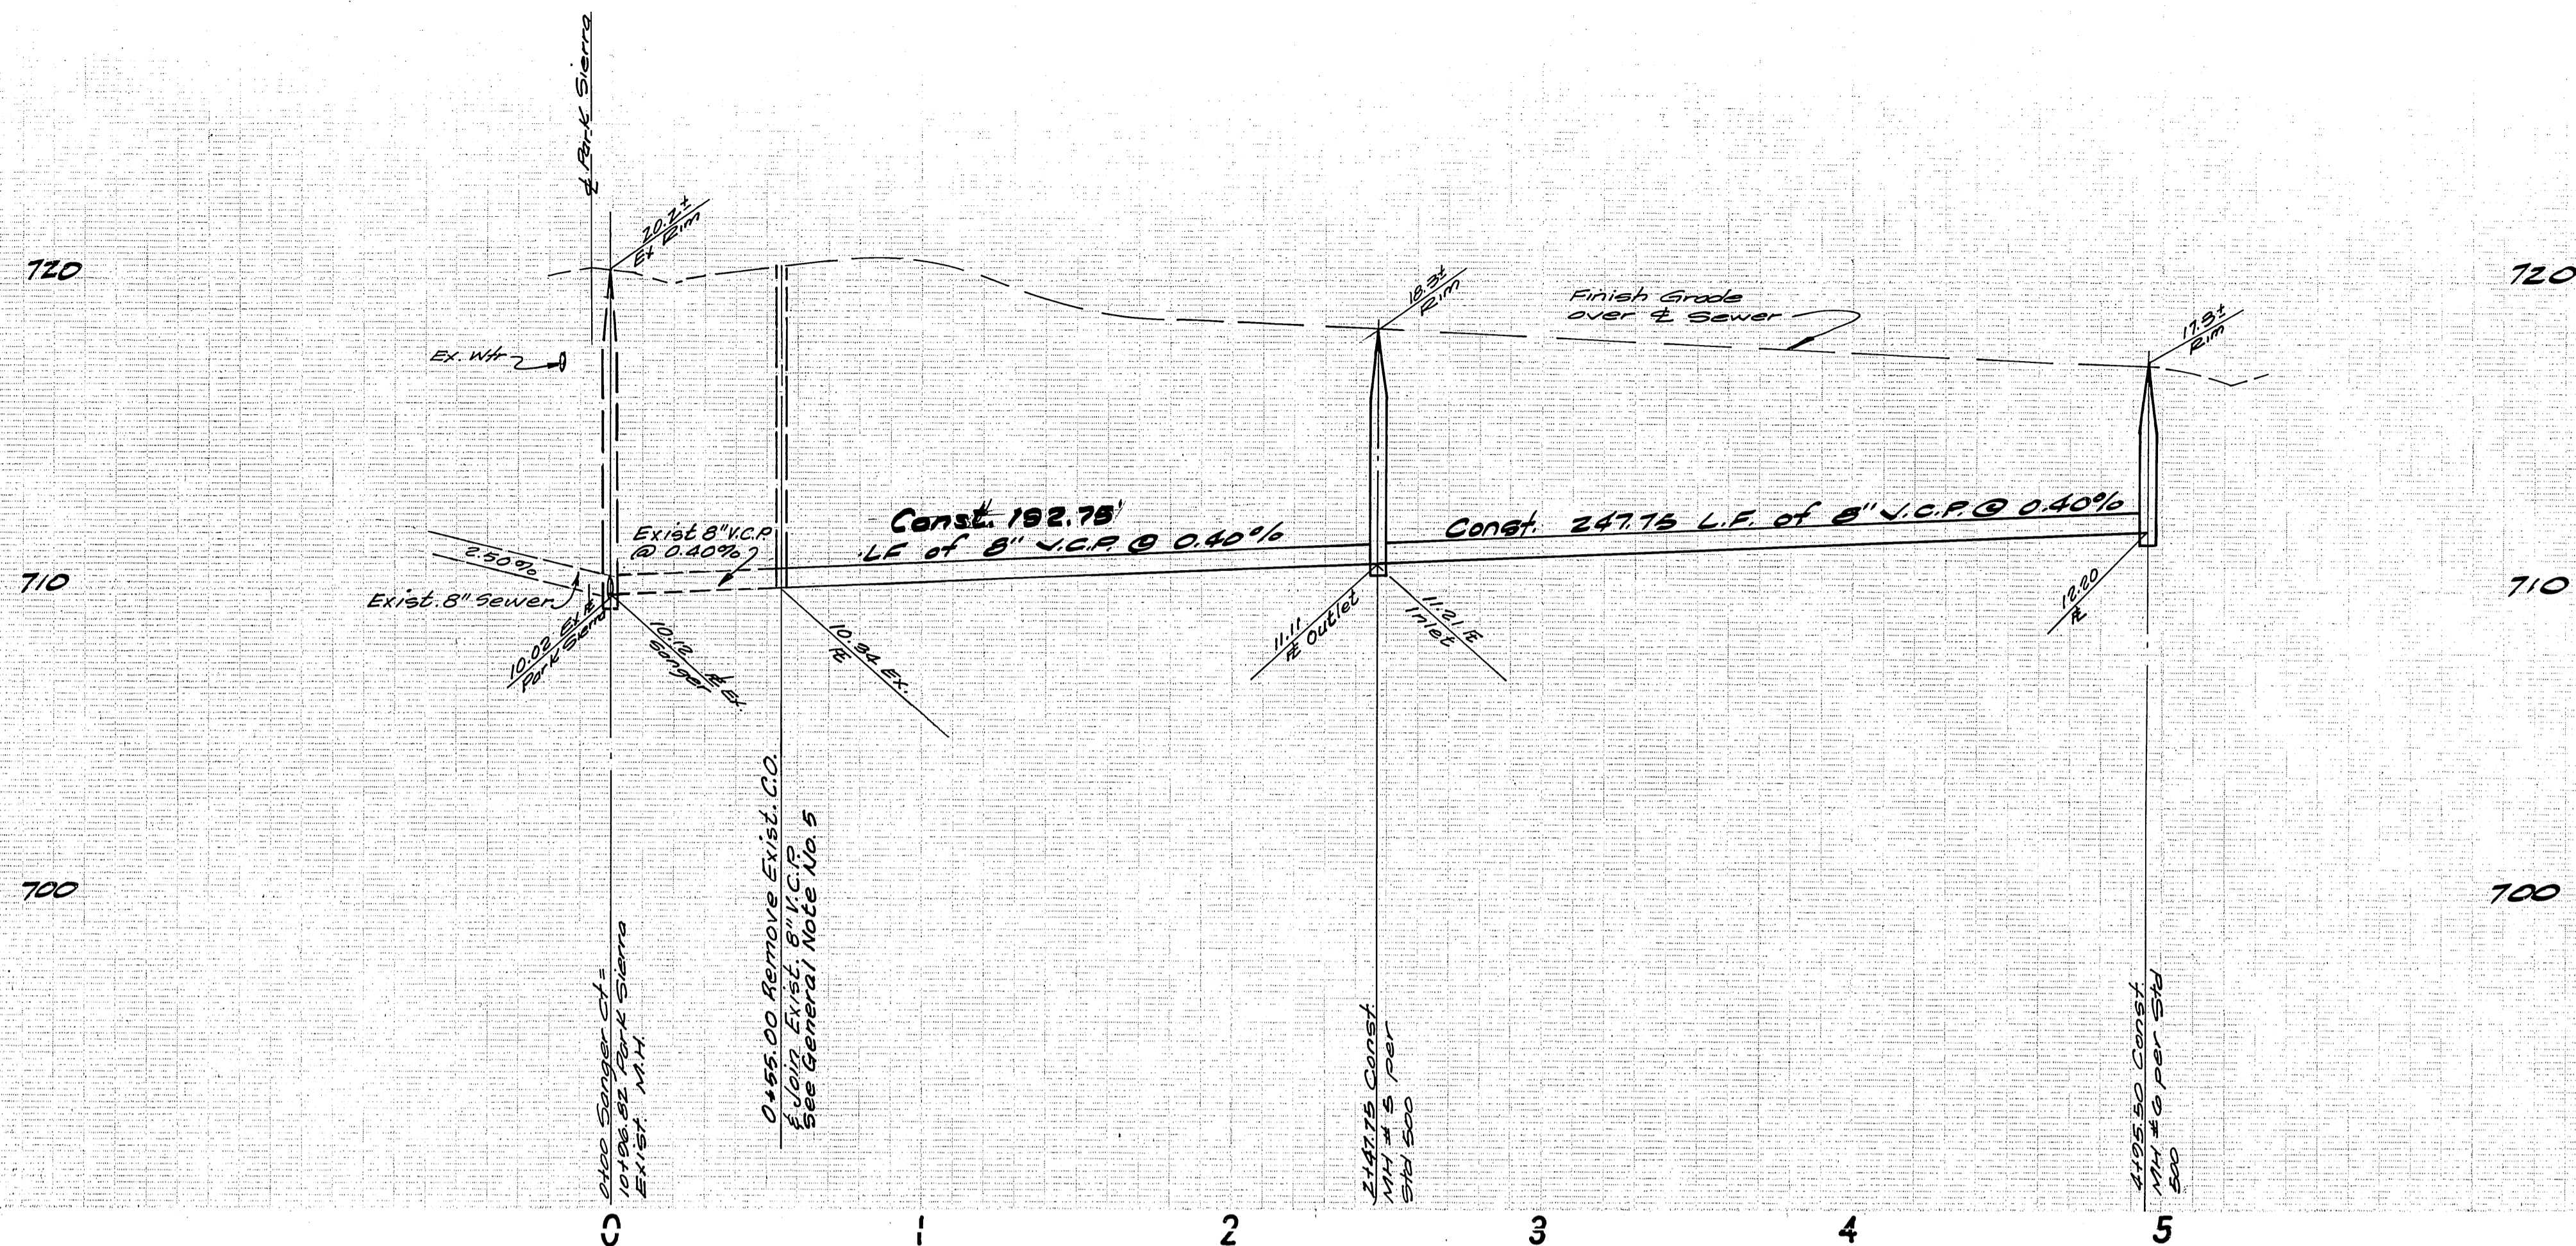 ℄ Park Sierra
20.2±
Ex Rim
720
720
18.3±
Rim
Finish Grade
over ℄ Sewer
17.3±
Rim
Ex. Wtr
Const. 192.75'
LF of 8" V.C.P. @ 0.40%
Const. 247.75 L.F. of 8" V.C.P. @ 0.40%
Exist 8" V.C.P.
@ 0.40%
2.50%
710
710
Exist. 8" Sewer
10.02 Ex ℄
Park Sierra
10.12 ℄ Ex.
Sanger
10.34 Ex.
℄
11.11
℄ Outlet
11.21 ℄
Inlet
12.20
℄
700
700
0+00 Sanger Ct =
10+96.82 Park Sierra
Exist. M.H.
0+55.00 Remove Exist. C.O.
& Join Exist. 8" V.C.P.
See General Note No. 5
2+47.75 Const.
MH # 5 per
Std 500
4+95.50 Const.
MH # 6 per Std
500
0 1 2 3 4 5